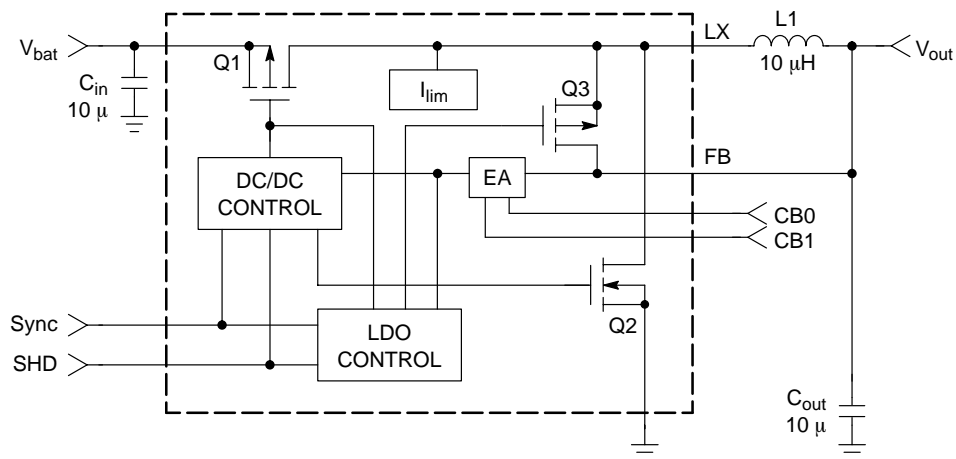 LX
L1
10 μH
V_bat
V_out
Q1
C_in
10 μ
I_lim
Q3
FB
DC/DC
CONTROL
EA
CB0
CB1
Sync
SHD
LDO
CONTROL
Q2
C_out
10 μ